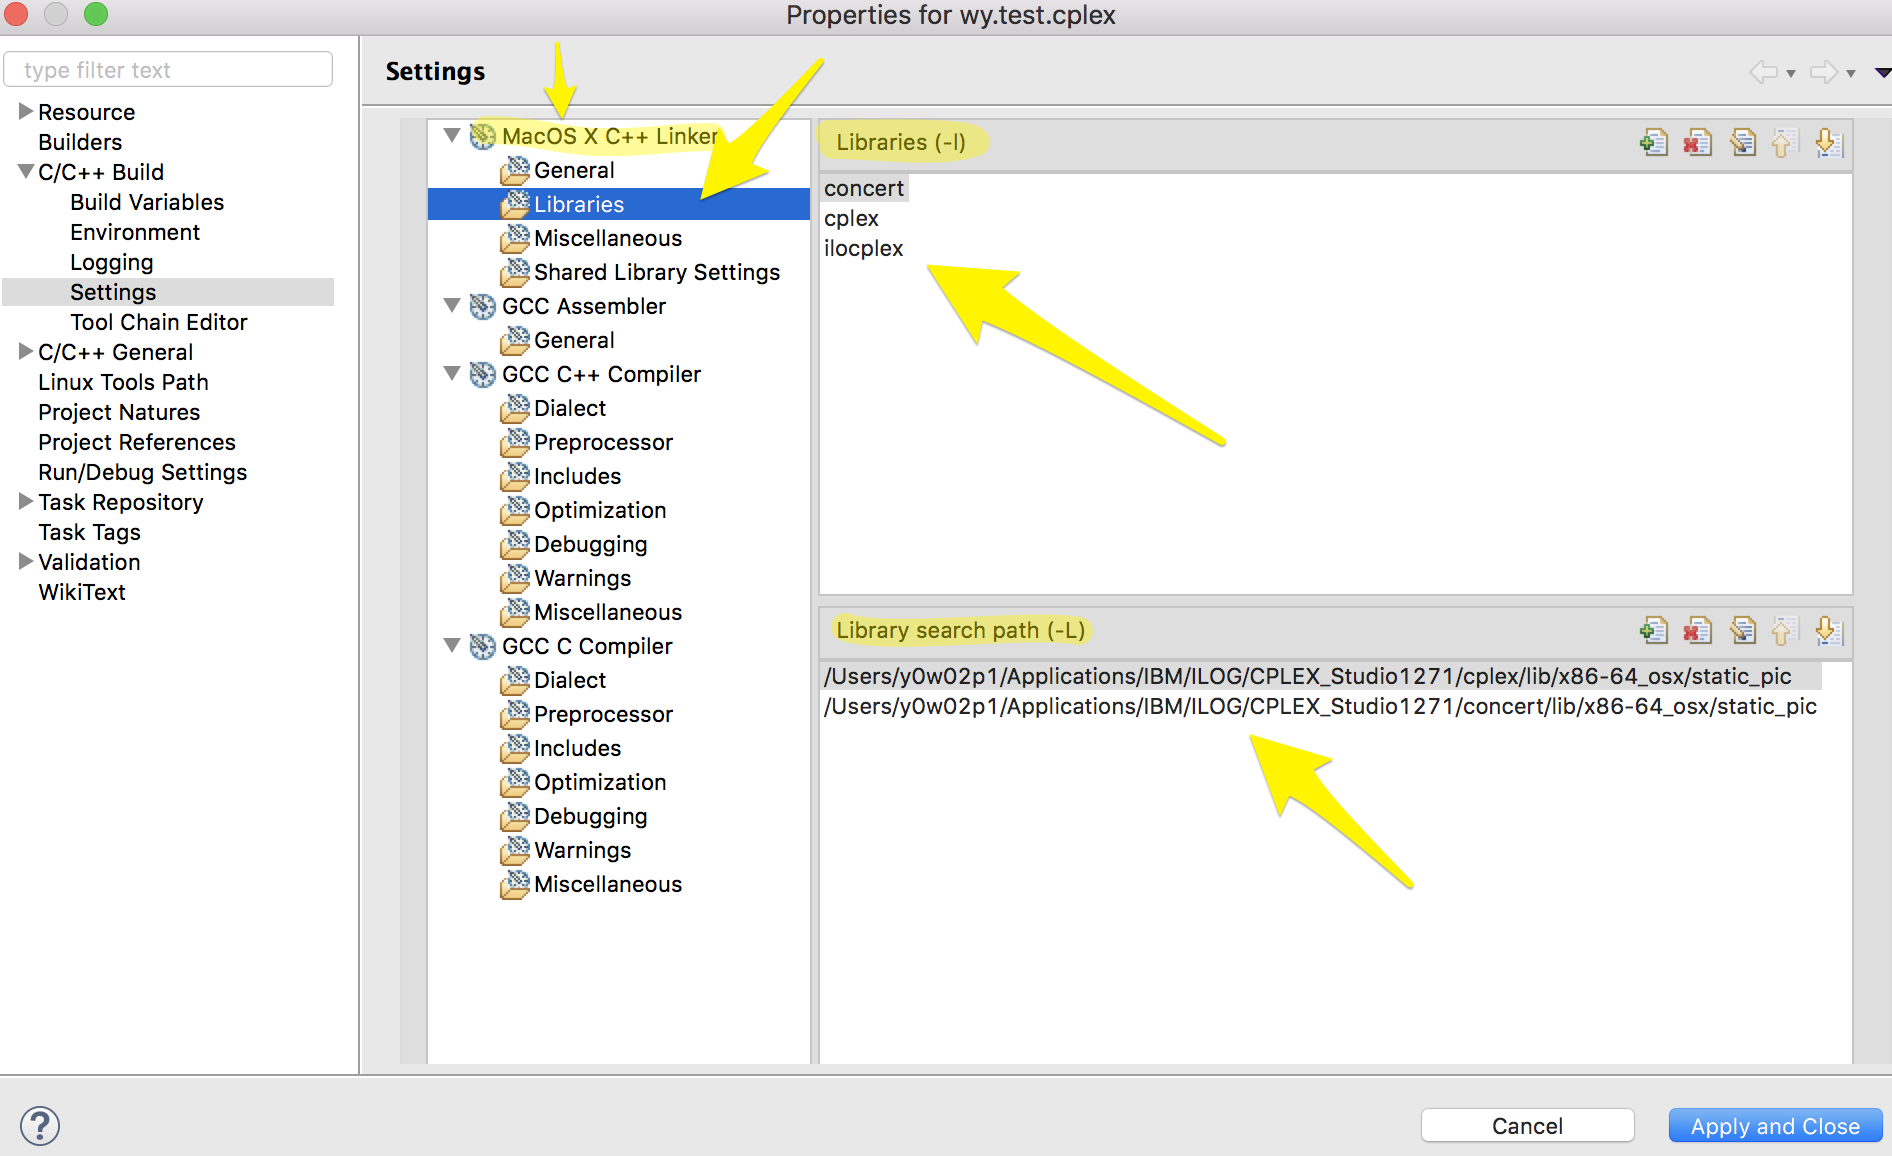 Properties for wy.test.cplex
type filter text
Resource
Builders
C/C++ Build
Build Variables
Environment
Logging
Settings
Tool Chain Editor
C/C++ General
Linux Tools Path
Project Natures
Project References
Run/Debug Settings
Task Repository
Task Tags
Validation
WikiText
Settings
MacOS X C++ Linker
General
Libraries
Miscellaneous
Shared Library Settings
GCC Assembler
General
GCC C++ Compiler
Dialect
Preprocessor
Includes
Optimization
Debugging
Warnings
Miscellaneous
GCC C Compiler
Dialect
Preprocessor
Includes
Optimization
Debugging
Warnings
Miscellaneous
Libraries (-l)
concert
cplex
ilocplex
Library search path (-L)
/Users/y0w02p1/Applications/IBM/ILOG/CPLEX_Studio1271/cplex/lib/x86-64_osx/static_pic
/Users/y0w02p1/Applications/IBM/ILOG/CPLEX_Studio1271/concert/lib/x86-64_osx/static_pic
?
Cancel
Apply and Close